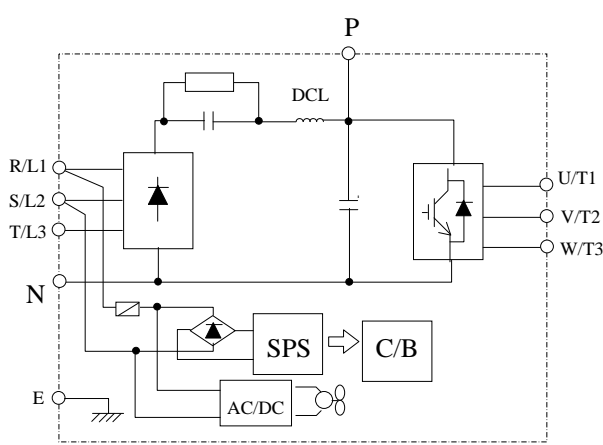 P
DCL
R/L1
S/L2
T/L3
U/T1
V/T2
W/T3
N
SPS
C/B
E
AC/DC